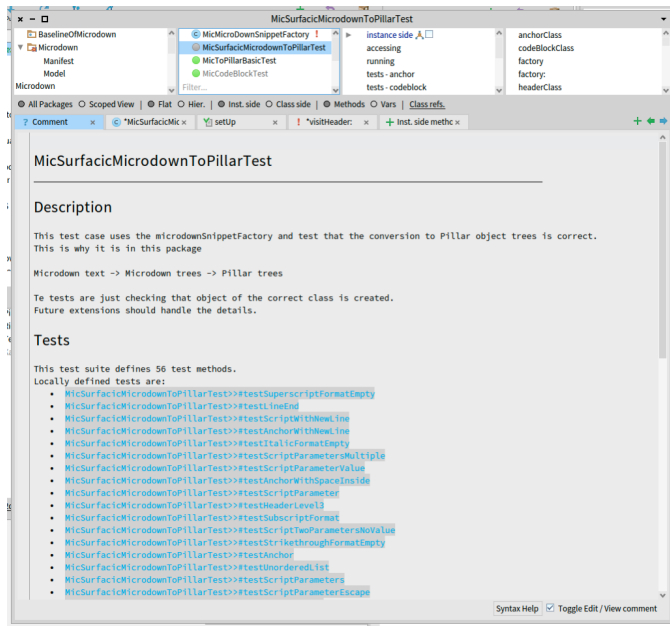 MicSurfacicMicrodownToPillarTest
BaselineOfMicrodown
Microdown
Manifest
Model
Microdown
MicMicroDownSnippetFactory !
MicSurfacicMicrodownToPillarTest
MicToPillarBasicTest
MicCodeBlockTest
Filter...
instance side
accessing
running
tests - anchor
tests - codeblock
anchorClass
codeBlockClass
factory
factory:
headerClass
All Packages Scoped View | Flat Hier. | Inst. side Class side | Methods Vars | Class refs.
? Comment × *MicSurfacicMic × setUp × ! *visitHeader: × Inst. side methc ×
MicSurfacicMicrodownToPillarTest
Description
This test case uses the microdownSnippetFactory and test that the conversion to Pillar object trees is correct.
This is why it is in this package
Microdown text -> Microdown trees -> Pillar trees
Te tests are just checking that object of the correct class is created.
Future extensions should handle the details.
Tests
This test suite defines 56 test methods.
Locally defined tests are:
• MicSurfacicMicrodownToPillarTest>>#testSuperscriptFormatEmpty
• MicSurfacicMicrodownToPillarTest>>#testLineEnd
• MicSurfacicMicrodownToPillarTest>>#testScriptWithNewLine
• MicSurfacicMicrodownToPillarTest>>#testAnchorWithNewLine
• MicSurfacicMicrodownToPillarTest>>#testItalicFormatEmpty
• MicSurfacicMicrodownToPillarTest>>#testScriptParametersMultiple
• MicSurfacicMicrodownToPillarTest>>#testScriptParameterValue
• MicSurfacicMicrodownToPillarTest>>#testAnchorWithSpaceInside
• MicSurfacicMicrodownToPillarTest>>#testScriptParameter
• MicSurfacicMicrodownToPillarTest>>#testHeaderLevel3
• MicSurfacicMicrodownToPillarTest>>#testSubscriptFormat
• MicSurfacicMicrodownToPillarTest>>#testScriptTwoParametersNoValue
• MicSurfacicMicrodownToPillarTest>>#testStrikethroughFormatEmpty
• MicSurfacicMicrodownToPillarTest>>#testAnchor
• MicSurfacicMicrodownToPillarTest>>#testUnorderedList
• MicSurfacicMicrodownToPillarTest>>#testScriptParameters
• MicSurfacicMicrodownToPillarTest>>#testScriptParameterEscape
Syntax Help Toggle Edit / View comment